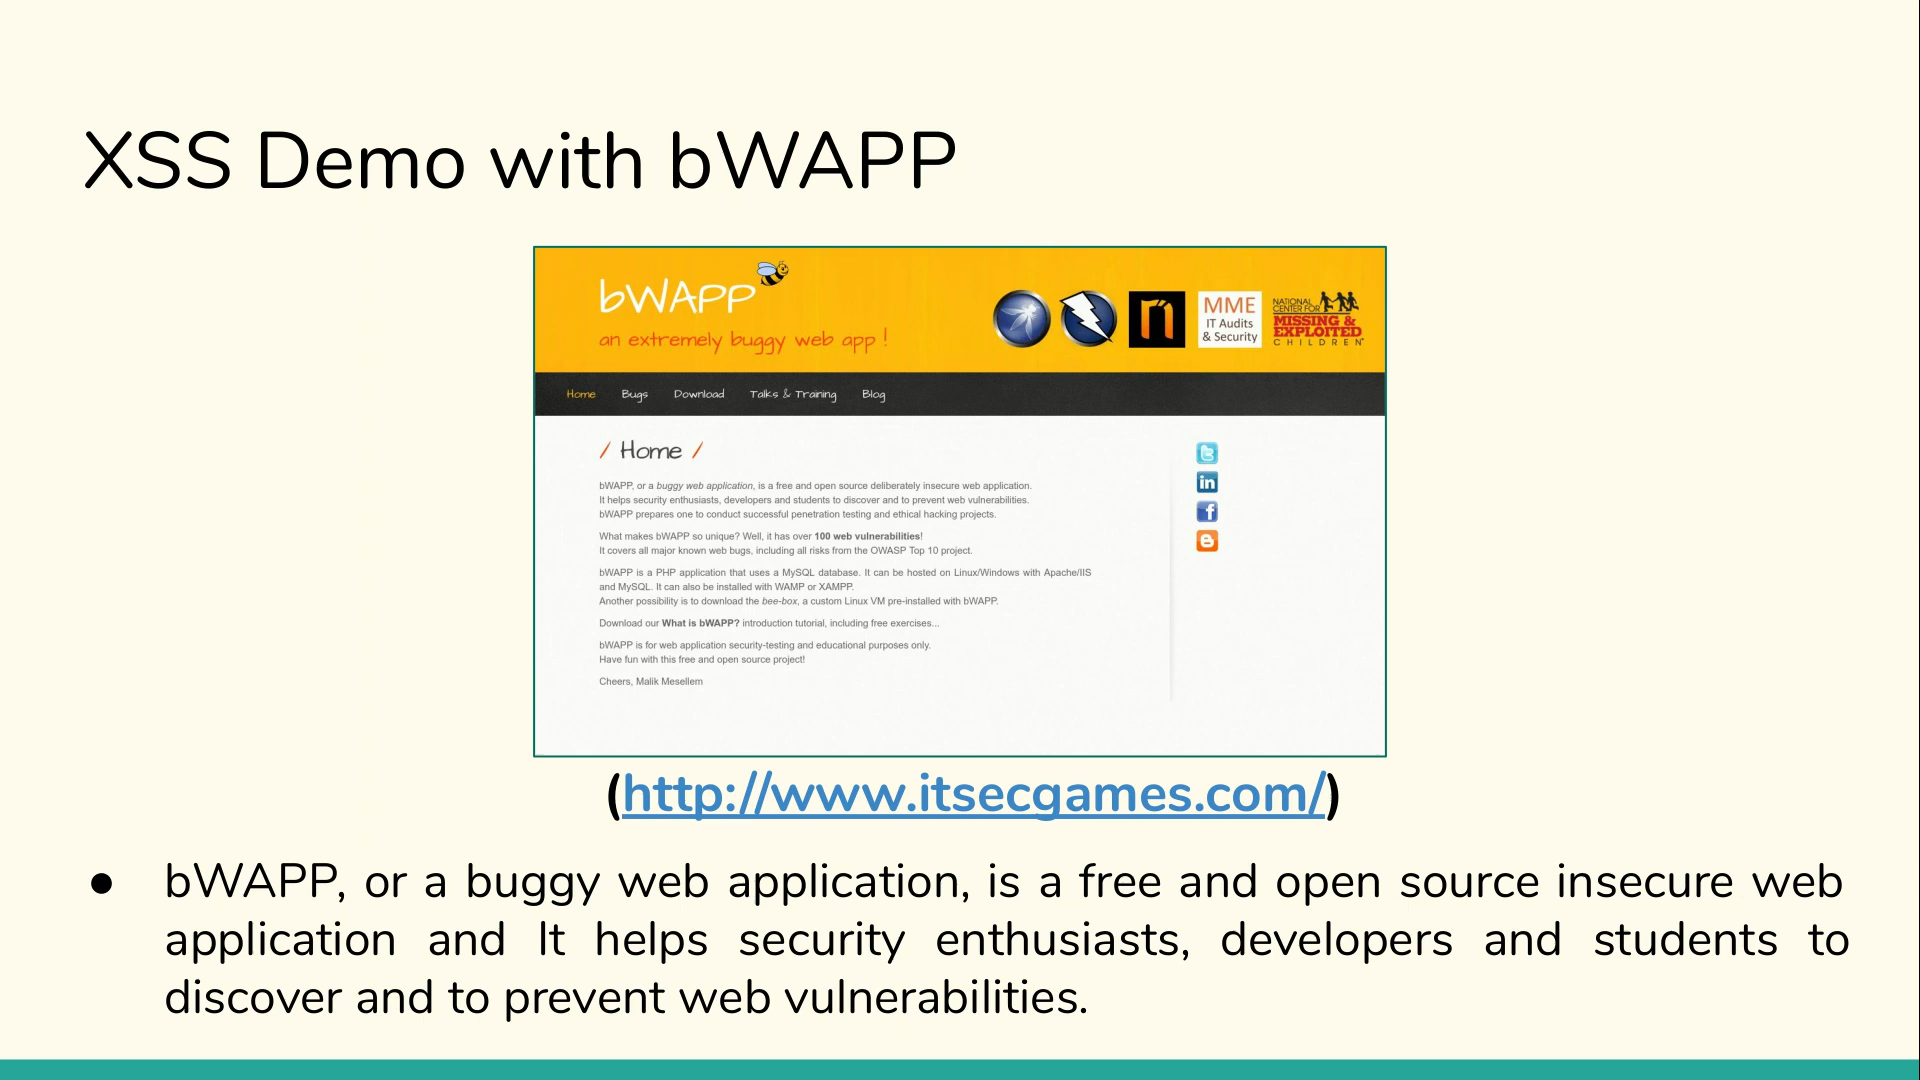 XSS Demo with bWAPP
bWAPP
an extremely buggy web app !
MME
IT Audits
& Security
NATIONAL
CENTER FOR
MISSING &
EXPLOITED
CHILDREN
Home Bugs Download Talks & Training Blog
/ Home /
bWAPP, or a buggy web application, is a free and open source deliberately insecure web application.
It helps security enthusiasts, developers and students to discover and to prevent web vulnerabilities.
bWAPP prepares one to conduct successful penetration testing and ethical hacking projects.
What makes bWAPP so unique? Well, it has over 100 web vulnerabilities!
It covers all major known web bugs, including all risks from the OWASP Top 10 project.
bWAPP is a PHP application that uses a MySQL database. It can be hosted on Linux/Windows with Apache/IIS
and MySQL. It can also be installed with WAMP or XAMPP.
Another possibility is to download the bee-box, a custom Linux VM pre-installed with bWAPP.
Download our What is bWAPP? introduction tutorial, including free exercises...
bWAPP is for web application security-testing and educational purposes only.
Have fun with this free and open source project!
Cheers, Malik Mesellem
(http://www.itsecgames.com/)
● bWAPP, or a buggy web application, is a free and open source insecure web
application and It helps security enthusiasts, developers and students to
discover and to prevent web vulnerabilities.